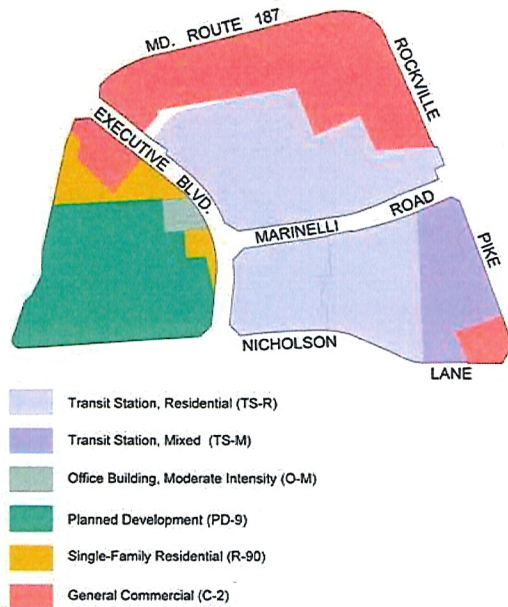 MD. ROUTE 187
ROCKVILLE
EXECUTIVE BLVD.
MARINELLI
ROAD
PIKE
NICHOLSON
LANE
Transit Station, Residential (TS-R)
Transit Station, Mixed (TS-M)
Office Building, Moderate Intensity (O-M)
Planned Development (PD-9)
Single-Family Residential (R-90)
General Commercial (C-2)